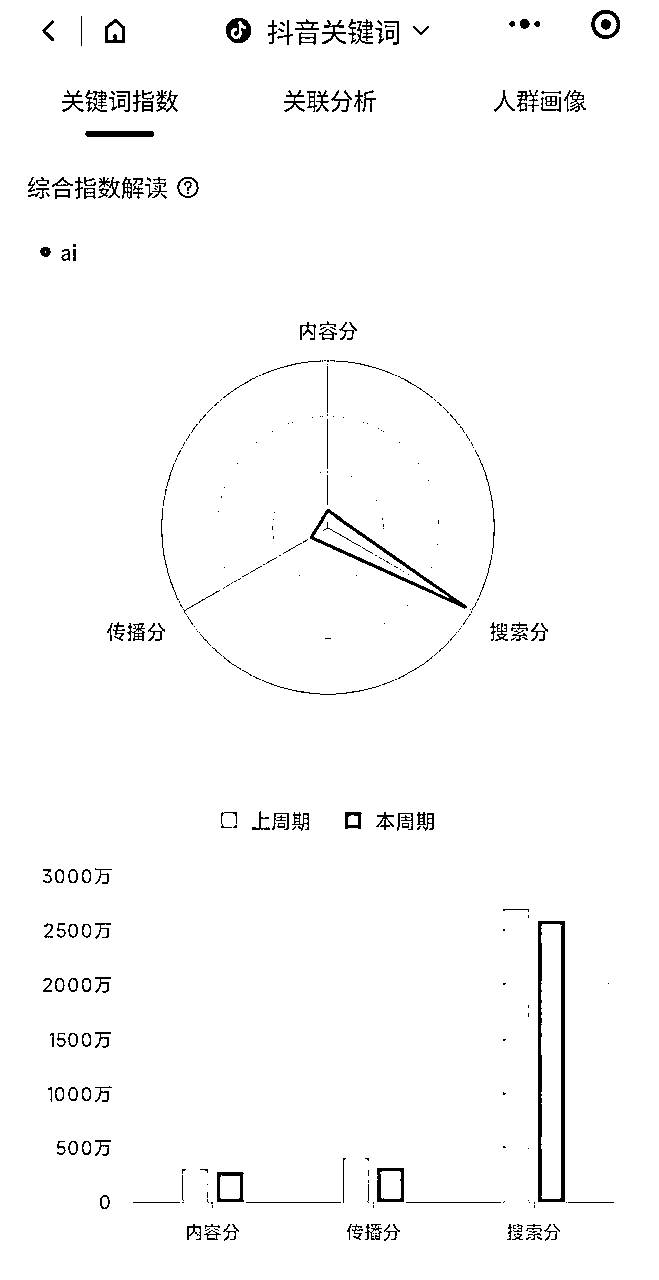 抖音关键词
关键词指数 关联分析 人群画像
综合指数解读 ?
ai
内容分
传播分 搜索分
上周期 本周期
3000万
2500万
2000万
1500万
1000万
500万
0
内容分 传播分 搜索分